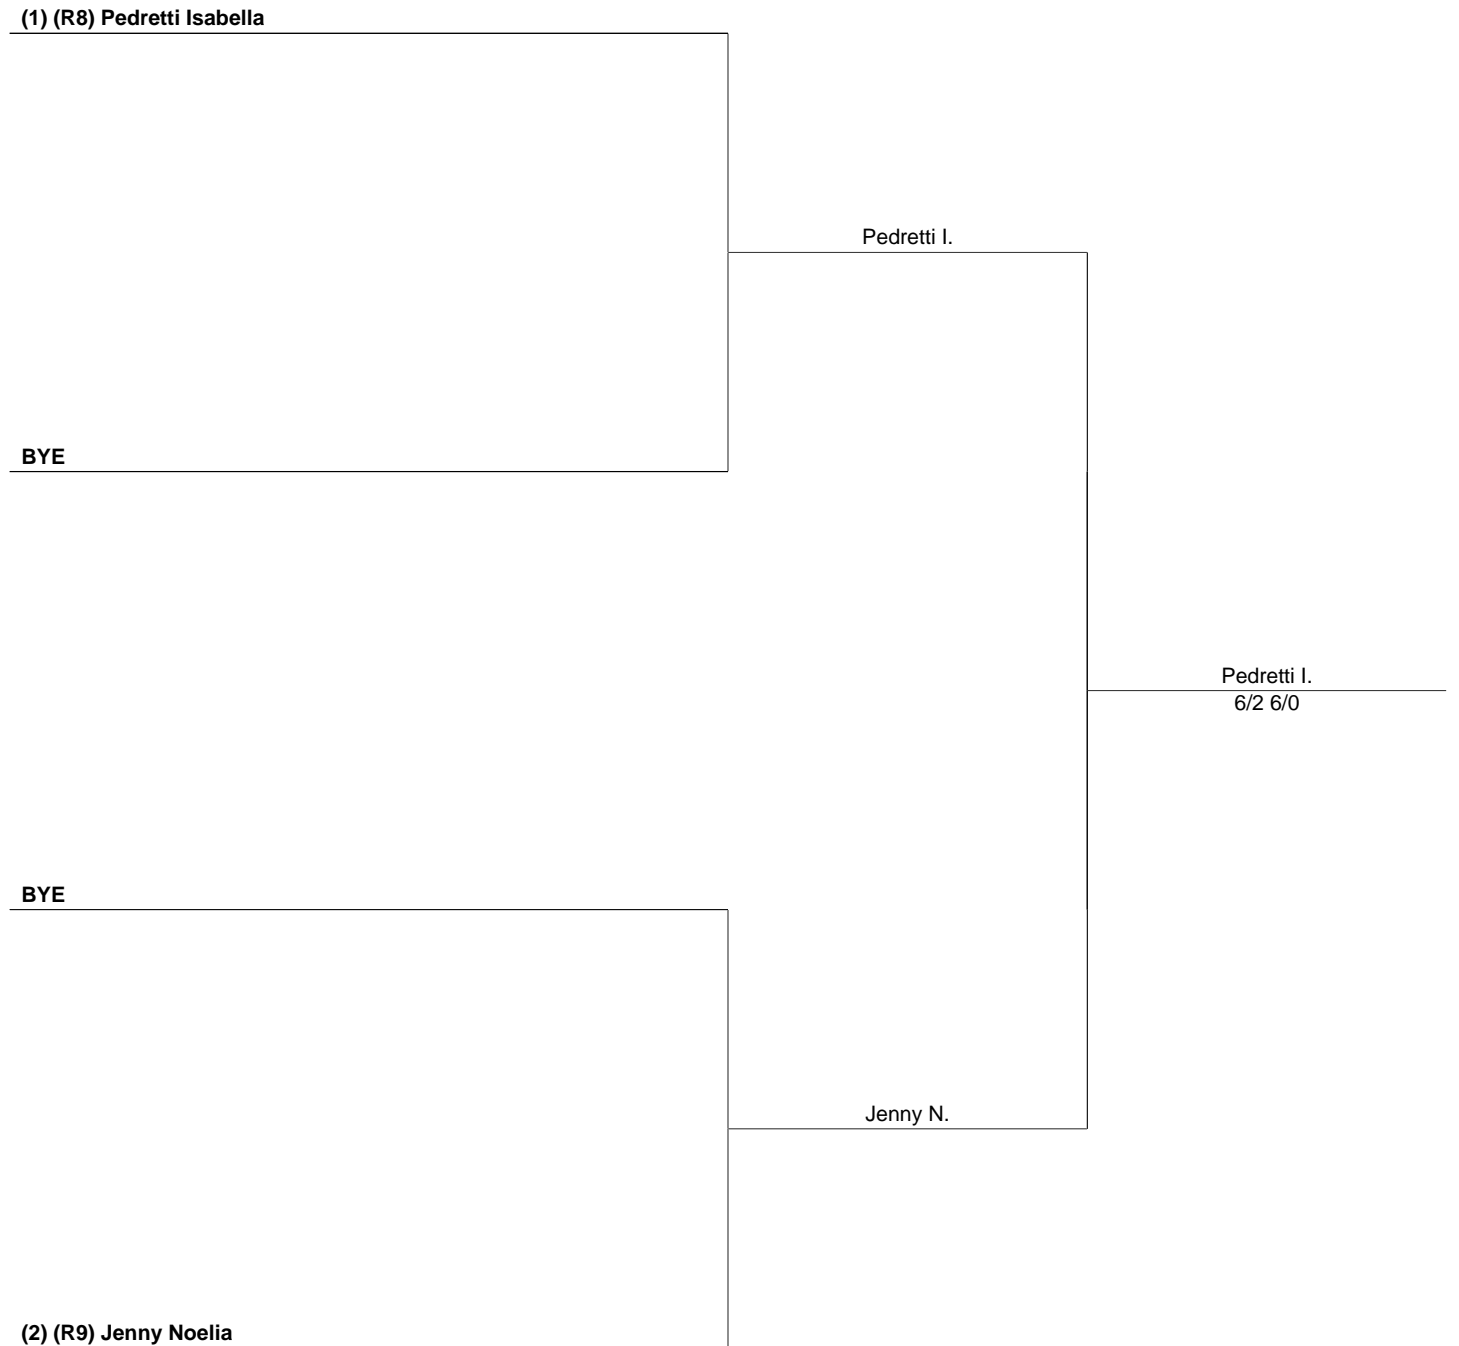 (1) (R8) Pedretti Isabella
Pedretti I.
BYE
Pedretti I.
6/2 6/0
BYE
Jenny N.
(2) (R9) Jenny Noelia